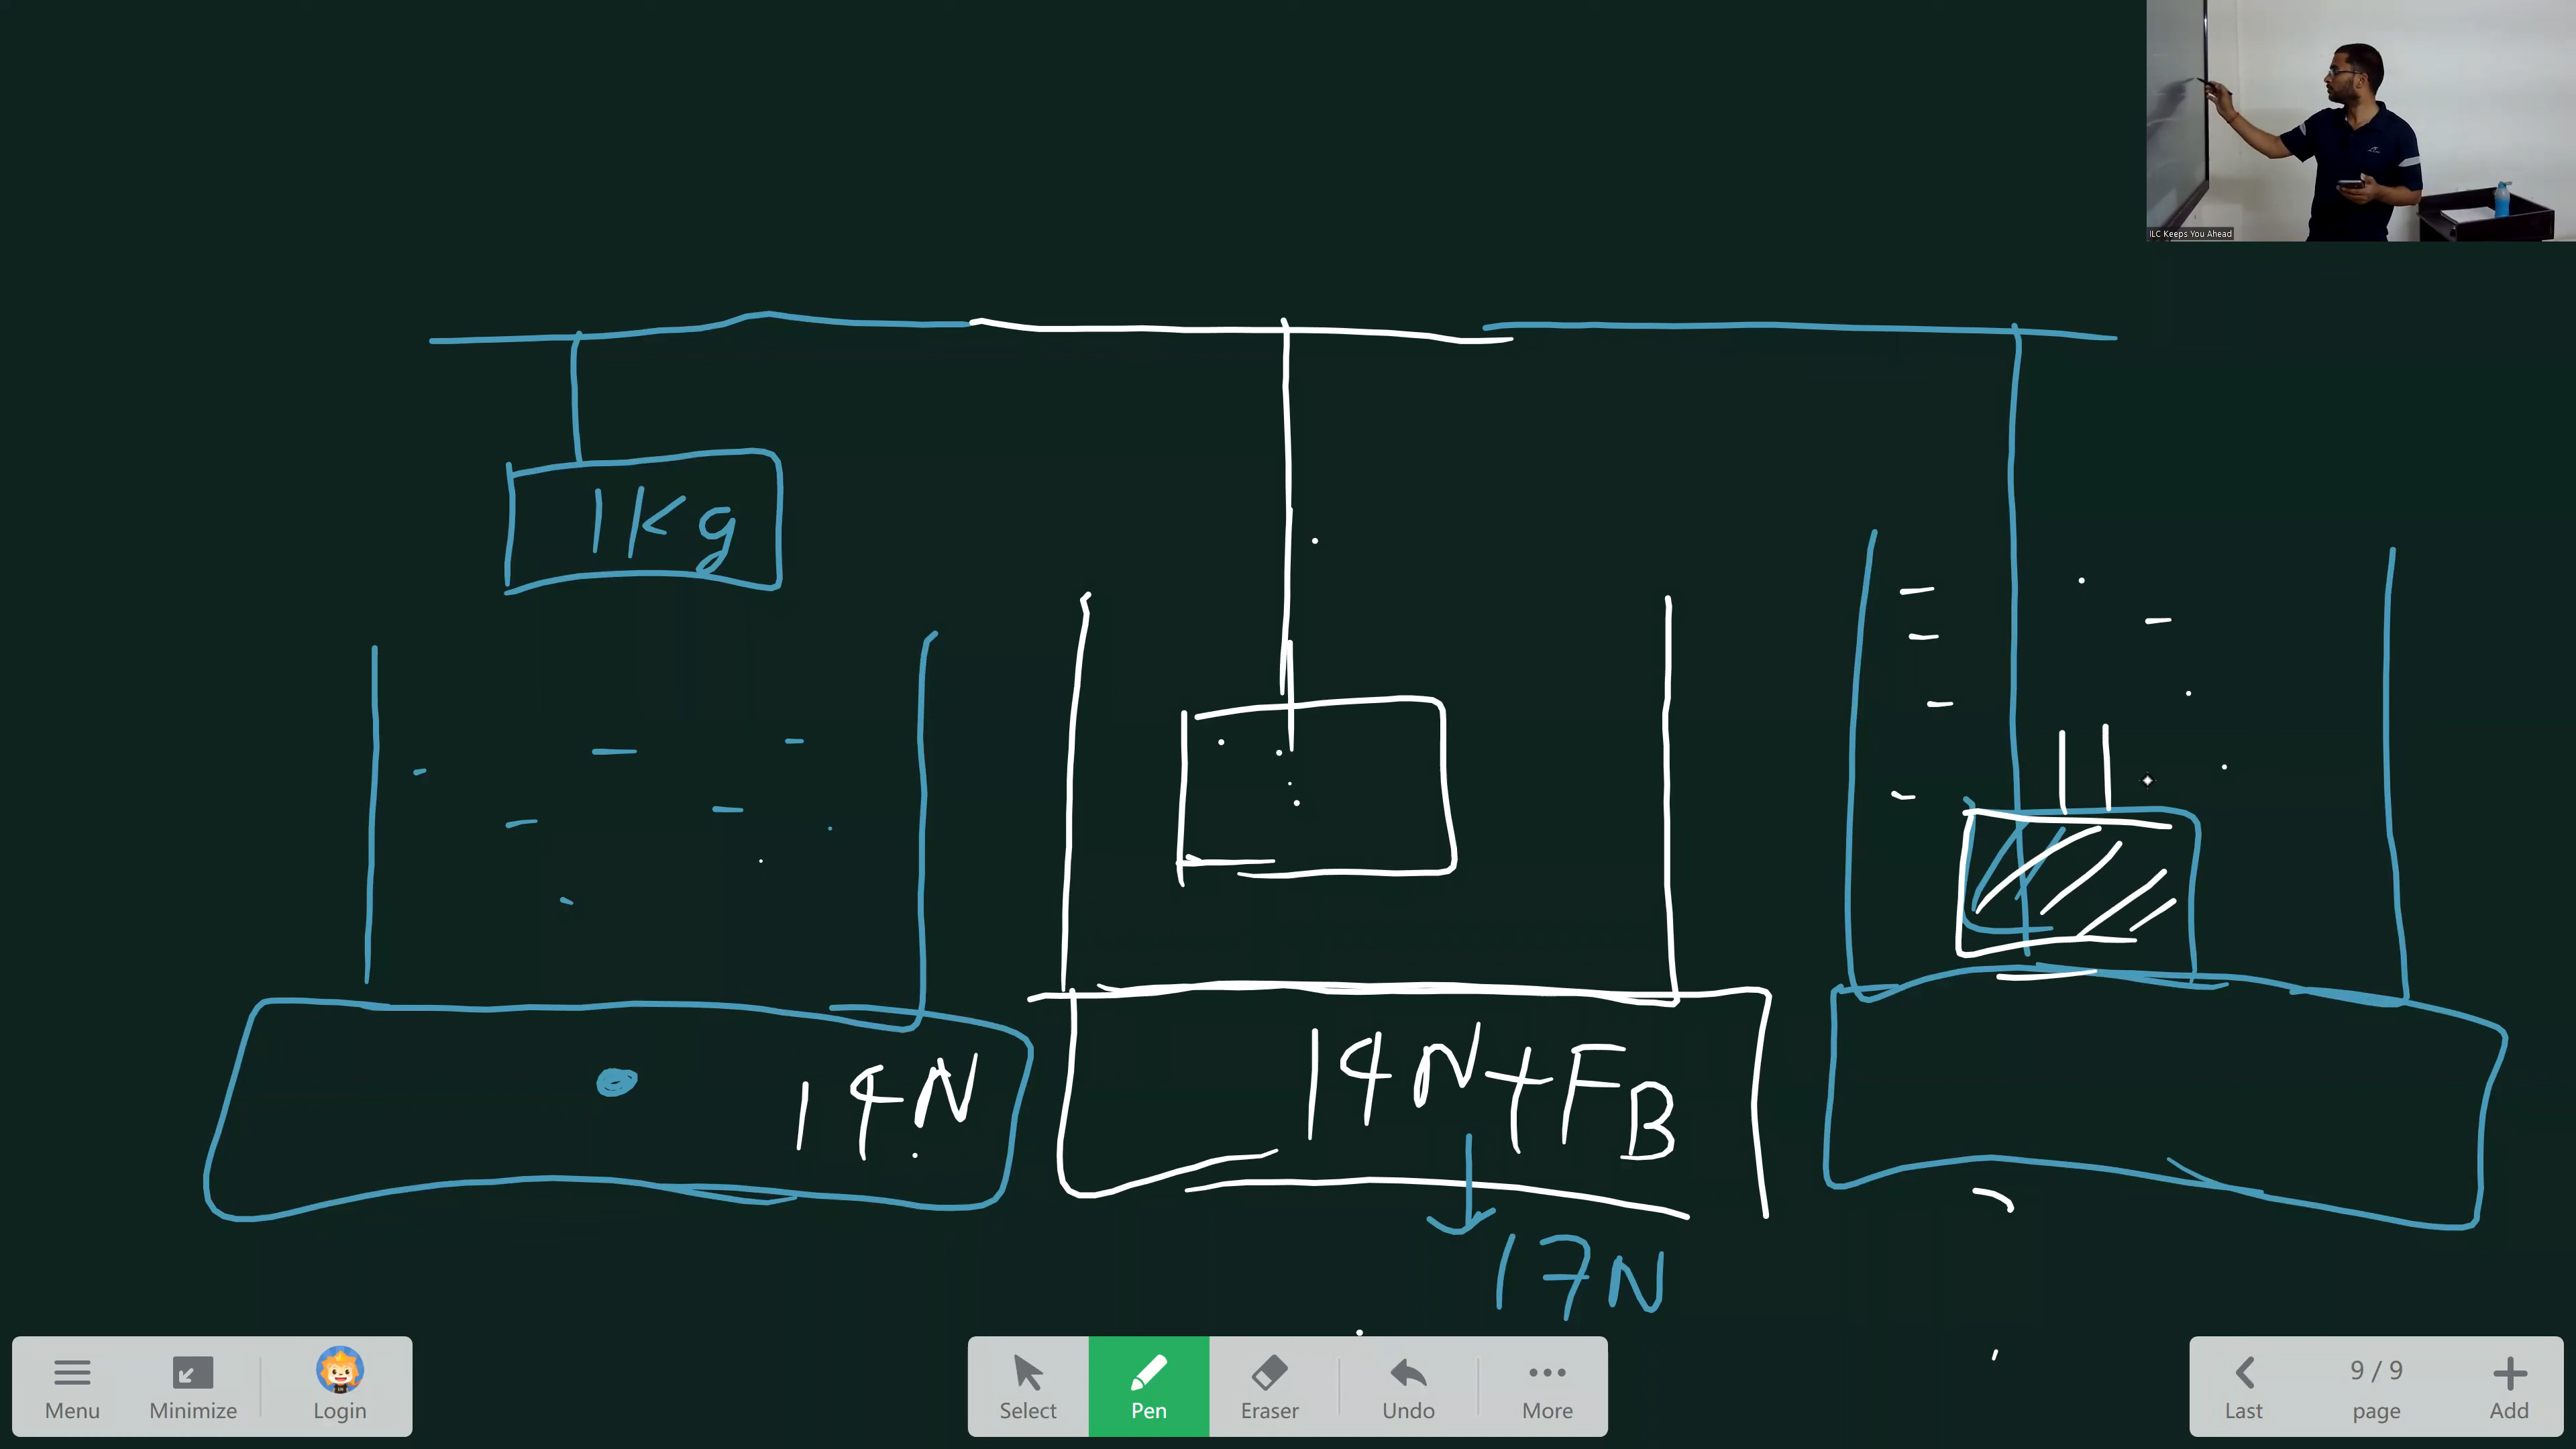 ILC Keeps You Ahead
1Kg
14N
14N+FB
17N
Menu
Minimize
Login
Select
Pen
Eraser
Undo
More
Last
9 / 9
page
Add